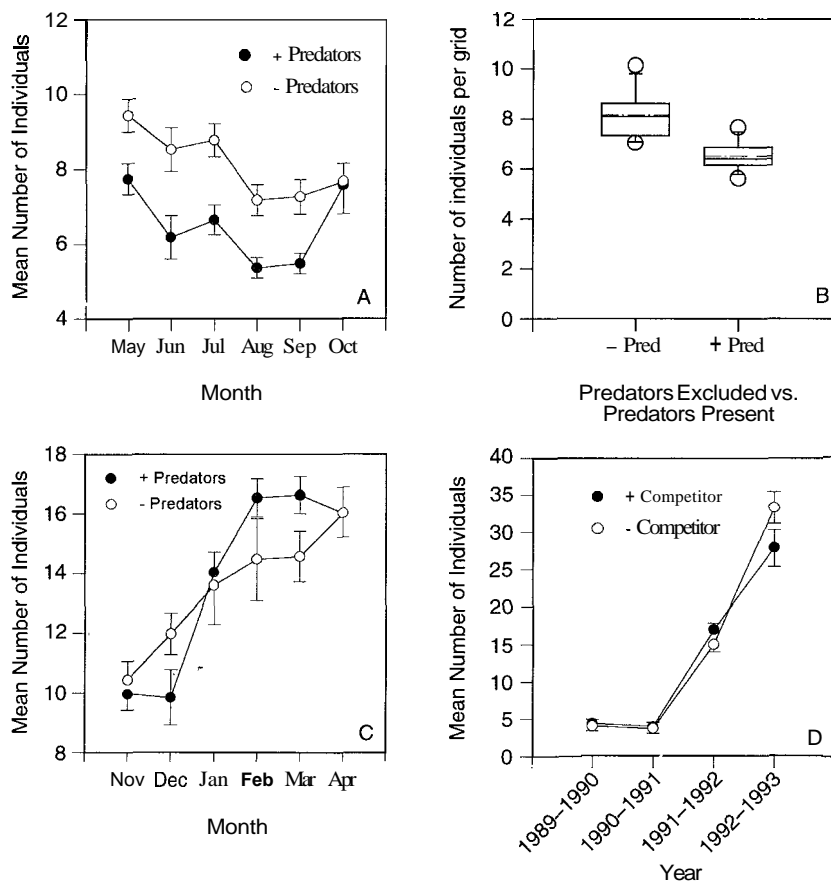 12
10
8
6
4
Mean Number of Individuals
+ Predators
- Predators
A
May Jun Jul Aug Sep Oct
Month
12
10
8
6
4
2
0
Number of individuals per grid
B
– Pred + Pred
Predators Excluded vs.
Predators Present
18
16
14
12
10
8
Mean Number of Individuals
+ Predators
- Predators
C
Nov Dec Jan Feb Mar Apr
Month
40
35
30
25
20
15
10
5
0
Mean Number of Individuals
+ Competitor
- Competitor
D
1989–1990
1990–1991
1991–1992
1992–1993
Year